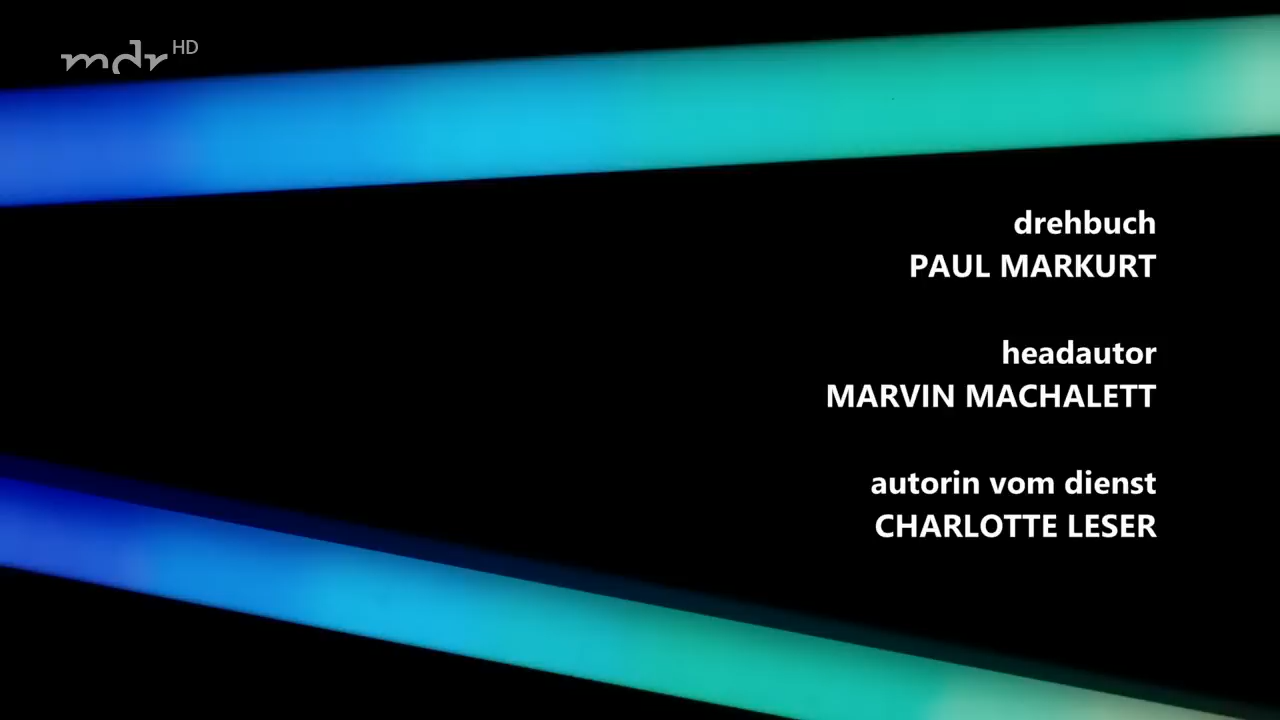 mdr HD
drehbuch
PAUL MARKURT
headautor
MARVIN MACHALETT
autorin vom dienst
CHARLOTTE LESER